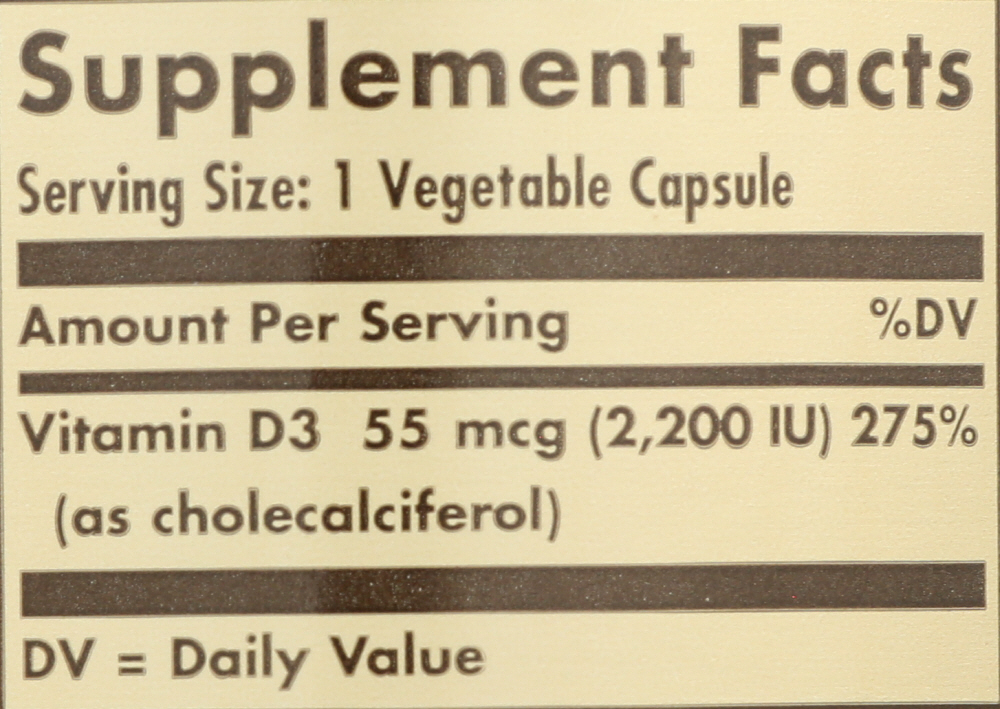 Supplement Facts
Serving Size: 1 Vegetable Capsule
Amount Per Serving %DV
Vitamin D3 55 mcg (2,200 IU) 275%
(as cholecalciferol)
DV = Daily Value